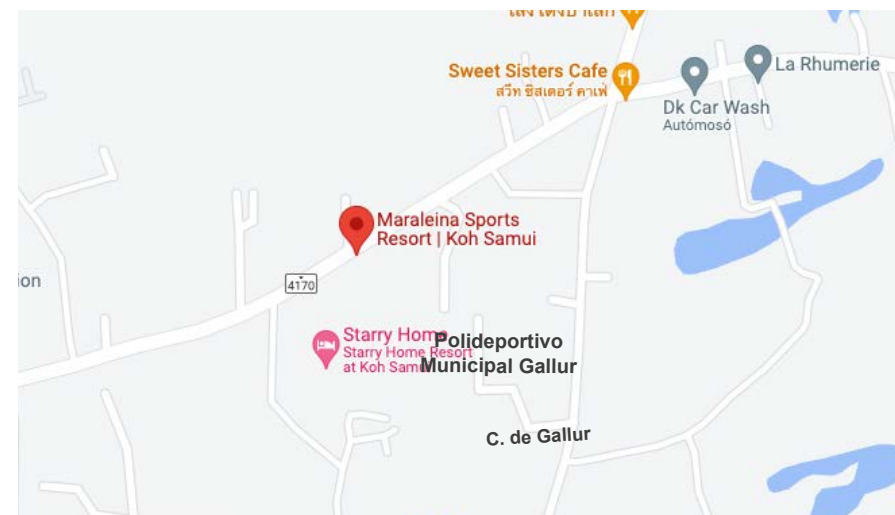 Sweet Sisters Cafe
สวีท ซิสเตอร์ คาเฟ่
La Rhumerie
Dk Car Wash
Autómosó
Maraleina Sports
Resort | Koh Samui
ion
4170
Starry Home
Starry Home Resort
at Koh Samui
Polideportivo
Municipal Gallur
C. de Gallur